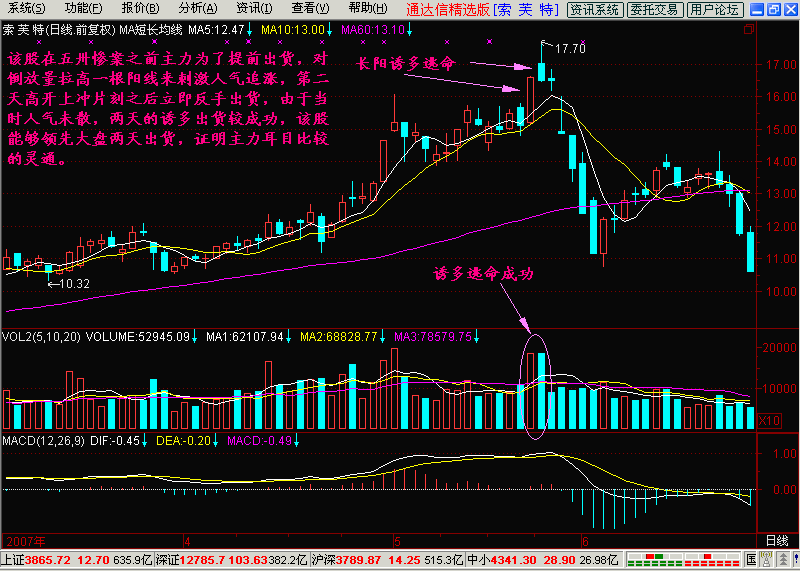 系统(S) 功能(F) 报价(B) 分析(A) 资讯(I) 查看(V) 帮助(H) 通达信精选版[索 芙 特] 资讯系统 委托交易 用户论坛
索 芙 特(日线.前复权) MA短长均线 MA5:12.47↓ MA10:13.00↓ MA60:13.10↓
17.70
该股在五卅惨案之前主力为了提前出货，对
倒放量拉高一根阳线来刺激人气追涨，第二
天高开上冲片刻之后立即反手出货，由于当
时人气未散，两天的诱多出货较成功，该股
能够领先大盘两天出货，证明主力耳目比较
的灵通。
长阳诱多逃命
17.00
16.00
15.00
14.00
13.00
12.00
11.00
10.00
诱多逃命成功
←10.32
VOL2(5,10,20) VOLUME:52945.09↓ MA1:62107.94↓ MA2:68828.77↓ MA3:78579.75↓
20000
10000
X10
MACD(12,26,9) DIF:-0.45↓ DEA:-0.20↓ MACD:-0.49↓
1.00
0.00
2007年 4 5 6 日线
上证3865.72 12.70 635.9亿 深证12785.7 103.63 382.2亿 沪深3789.87 14.25 515.3亿 中小4341.30 28.90 26.98亿 国